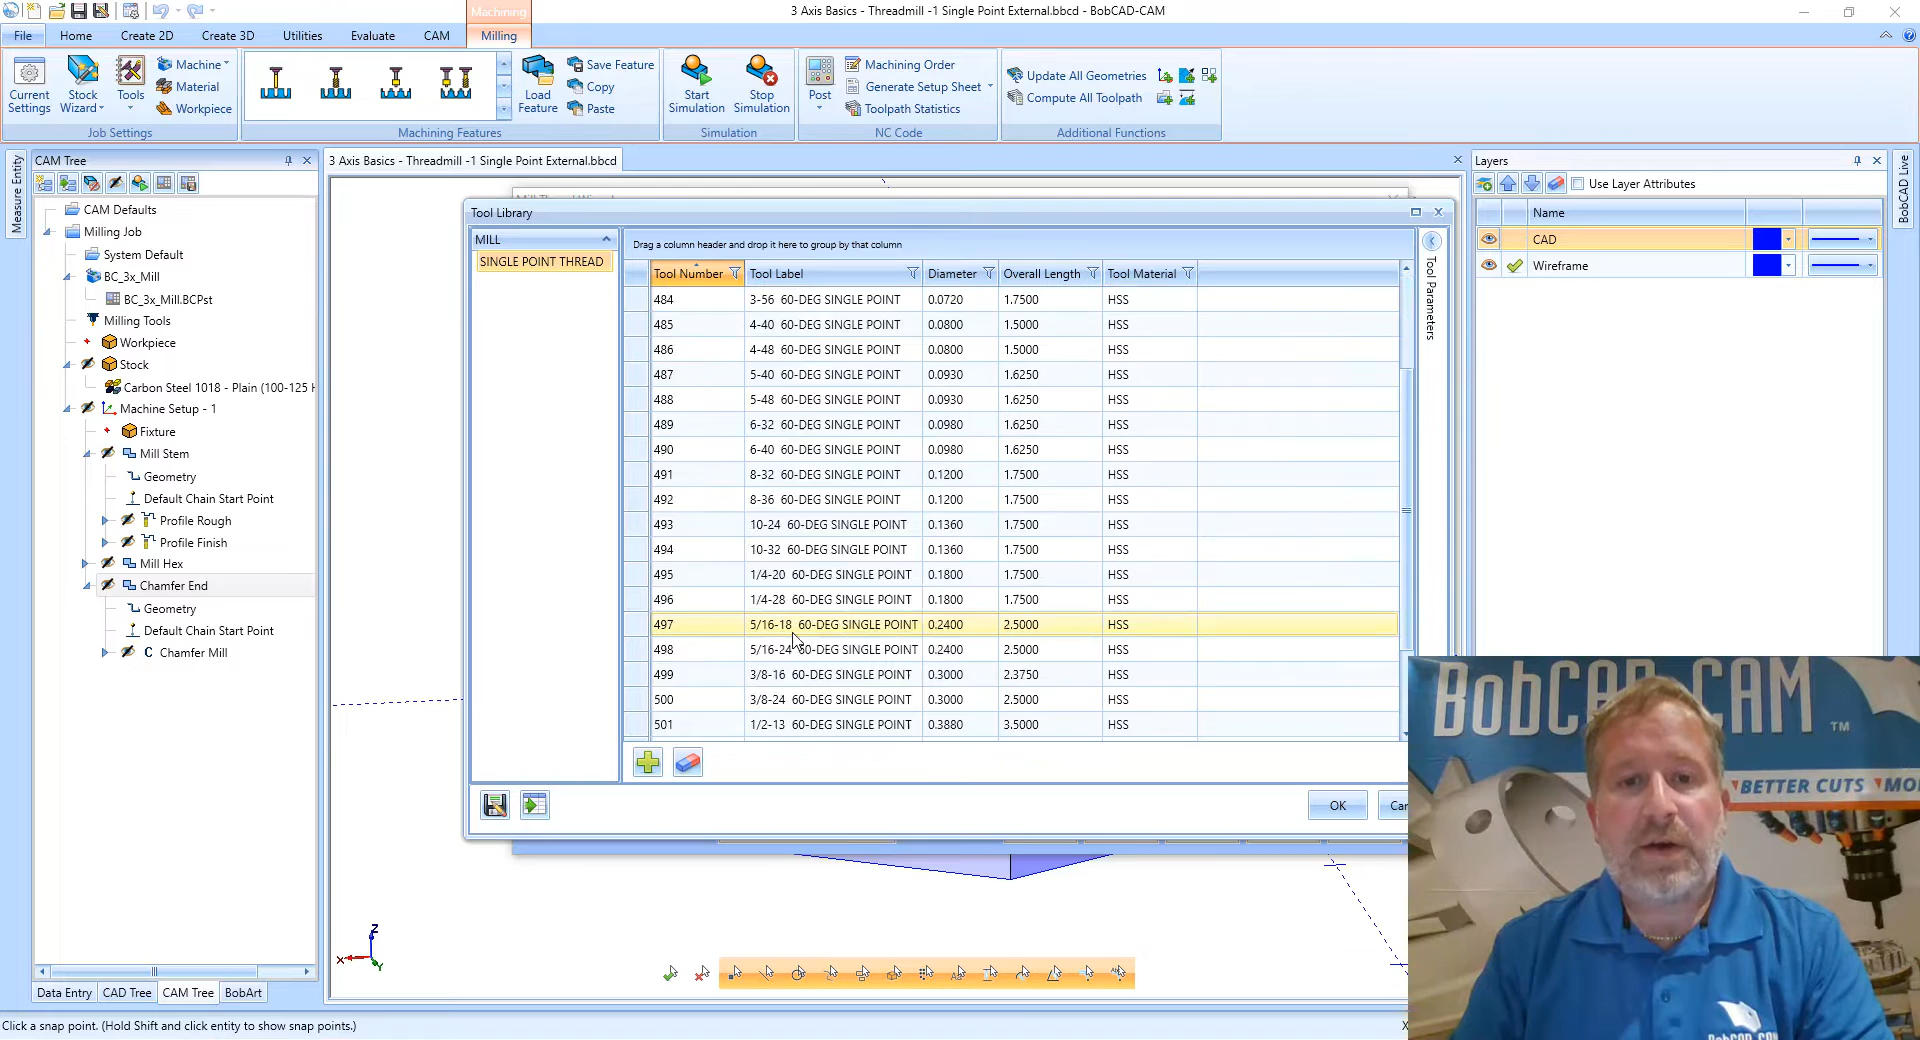 Machining
3 Axis Basics - Threadmill -1 Single Point External.bbcd - BobCAD-CAM
File Home Create 2D Create 3D Utilities Evaluate CAM Milling
Current Settings
Stock Wizard
Tools
Machine
Material
Workpiece
Job Settings
Machining Features
Load Feature
Save Feature
Copy
Paste
Start Simulation
Stop Simulation
Simulation
Post
Machining Order
Generate Setup Sheet
Toolpath Statistics
NC Code
Update All Geometries
Compute All Toolpath
Additional Functions
Measure Entity
CAM Tree
CAM Defaults
Milling Job
System Default
BC_3x_Mill
BC_3x_Mill.BCPst
Milling Tools
Workpiece
Stock
Carbon Steel 1018 - Plain (100-125 H
Machine Setup - 1
Fixture
Mill Stem
Geometry
Default Chain Start Point
Profile Rough
Profile Finish
Mill Hex
Chamfer End
Geometry
Default Chain Start Point
Chamfer Mill
Data Entry CAD Tree CAM Tree BobArt
3 Axis Basics - Threadmill -1 Single Point External.bbcd
Tool Library
MILL
SINGLE POINT THREAD
Drag a column header and drop it here to group by that column
Tool Number Tool Label Diameter Overall Length Tool Material
484 3-56 60-DEG SINGLE POINT 0.0720 1.7500 HSS
485 4-40 60-DEG SINGLE POINT 0.0800 1.5000 HSS
486 4-48 60-DEG SINGLE POINT 0.0800 1.5000 HSS
487 5-40 60-DEG SINGLE POINT 0.0930 1.6250 HSS
488 5-48 60-DEG SINGLE POINT 0.0930 1.6250 HSS
489 6-32 60-DEG SINGLE POINT 0.0980 1.6250 HSS
490 6-40 60-DEG SINGLE POINT 0.0980 1.6250 HSS
491 8-32 60-DEG SINGLE POINT 0.1200 1.7500 HSS
492 8-36 60-DEG SINGLE POINT 0.1200 1.7500 HSS
493 10-24 60-DEG SINGLE POINT 0.1360 1.7500 HSS
494 10-32 60-DEG SINGLE POINT 0.1360 1.7500 HSS
495 1/4-20 60-DEG SINGLE POINT 0.1800 1.7500 HSS
496 1/4-28 60-DEG SINGLE POINT 0.1800 1.7500 HSS
497 5/16-18 60-DEG SINGLE POINT 0.2400 2.5000 HSS
498 5/16-24 60-DEG SINGLE POINT 0.2400 2.5000 HSS
499 3/8-16 60-DEG SINGLE POINT 0.3000 2.3750 HSS
500 3/8-24 60-DEG SINGLE POINT 0.3000 2.5000 HSS
501 1/2-13 60-DEG SINGLE POINT 0.3880 3.5000 HSS
Tool Parameters
OK Can
Z
X
Y
Layers
Use Layer Attributes
Name
CAD
Wireframe
BobCAD Live
BobCAD-CAM TM
BETTER CUTS
MO
BobCAD-CAM
Click a snap point. (Hold Shift and click entity to show snap points.)
X